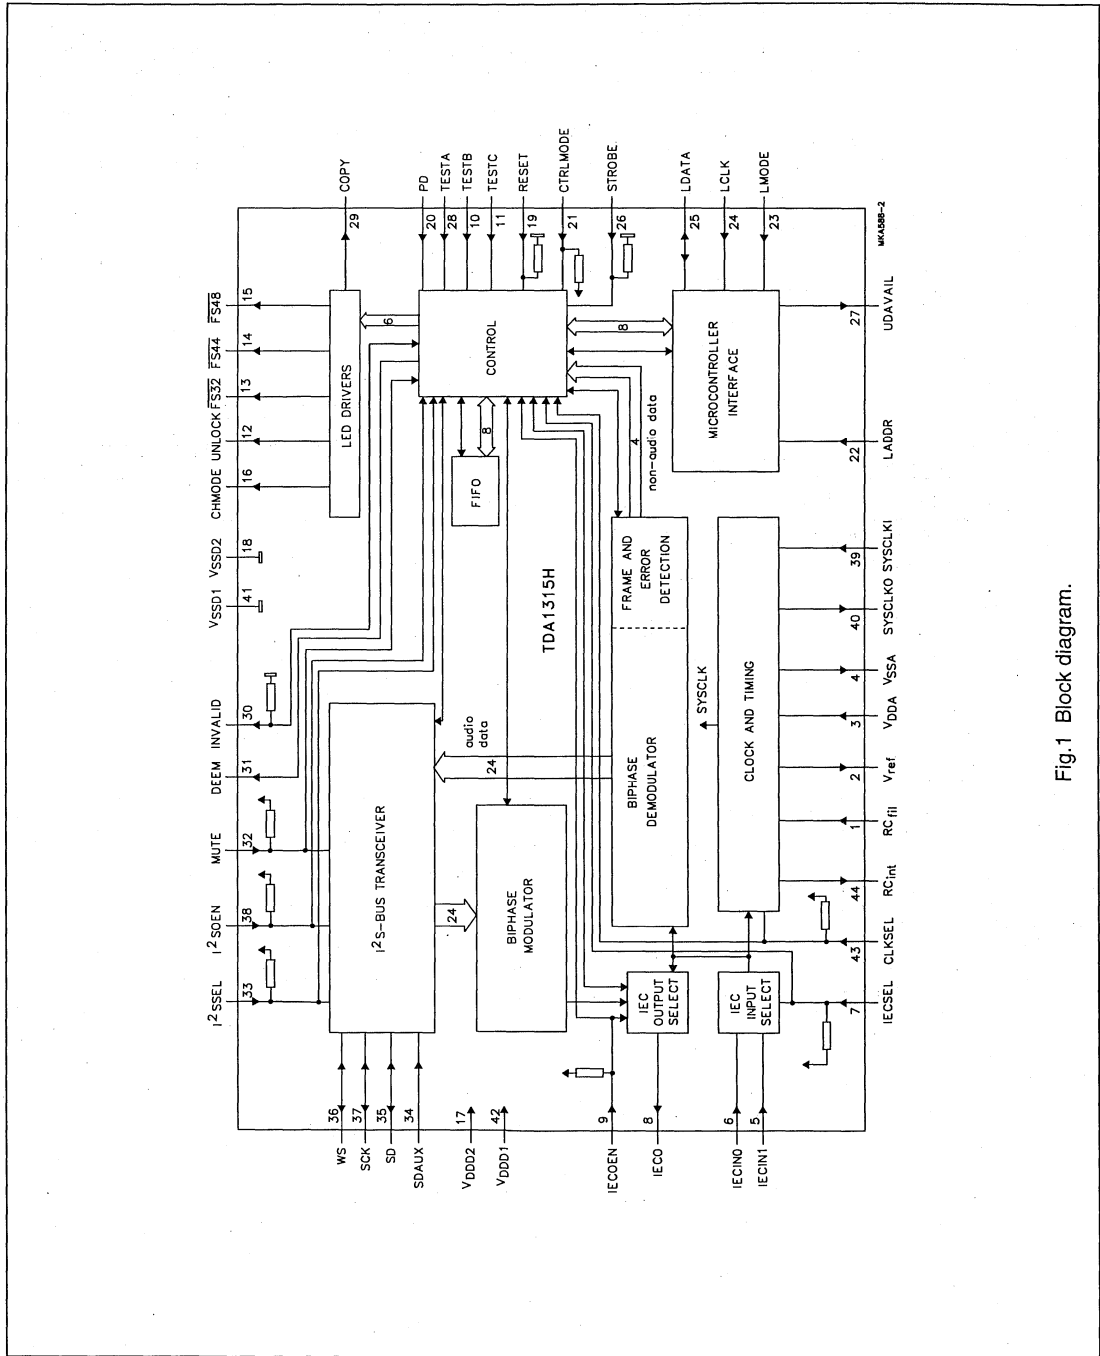 I2SSEL
33
I2SOEN
38
MUTE
32
DEEM
31
INVALID
30
VSSD1
41
VSSD2
18
CHMODE
16
UNLOCK
12
FS32
13
FS44
14
FS48
15
WS
36
SCK
37
SD
35
SDAUX
34
VDDD2
17
VDDD1
42
IECOEN
9
IECO
8
IECIN0
6
IECIN1
5
I2S-BUS TRANSCEIVER
24
audio
data
24
BIPHASE
MODULATOR
IEC
OUTPUT
SELECT
IEC
INPUT
SELECT
BIPHASE
DEMODULATOR
FRAME AND
ERROR
DETECTION
TDA1315H
SYSCLK
CLOCK AND TIMING
FIFO
8
LED DRIVERS
6
CONTROL
4
non-audio data
8
MICROCONTROLLER
INTERFACE
COPY
29
PD
20
TESTA
28
TESTB
10
TESTC
11
RESET
19
CTRLMODE
21
STROBE
26
LDATA
25
LCLK
24
LMODE
23
7
IECSEL
43
CLKSEL
44
RCint
1
RCfil
2
Vref
3
VDDA
4
VSSA
40
SYSCLKO
39
SYSCLKI
22
LADDR
27
UDAVAIL
MKA588-2
Fig.1 Block diagram.